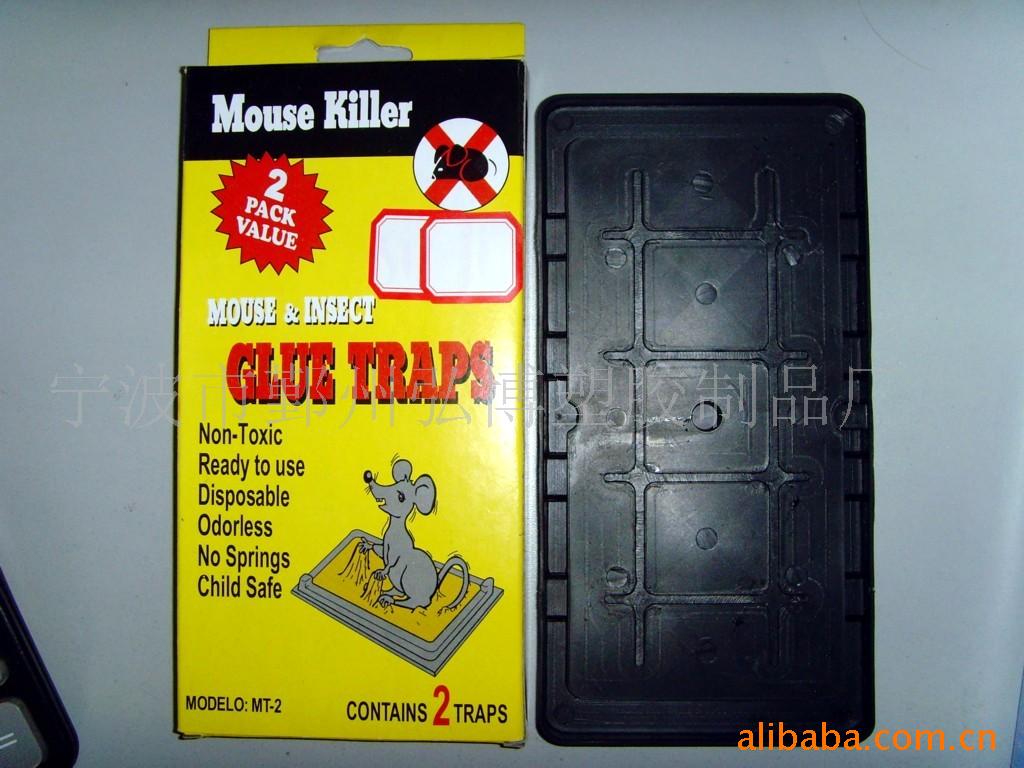 Mouse Killer
2
PACK
VALUE
MOUSE & INSECT
GLUE TRAPS
宁波市鄞州弘博塑胶制品厂
Non-Toxic
Ready to use
Disposable
Odorless
No Springs
Child Safe
MODELO: MT-2
CONTAINS 2 TRAPS
alibaba.com.cn